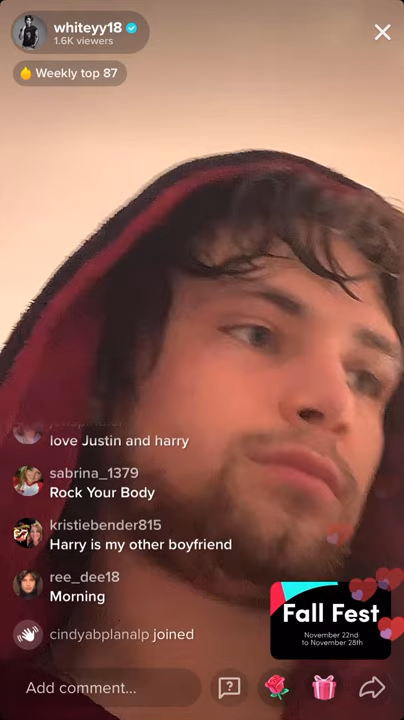 whiteyy18
1.6K viewers
Weekly top 87
love Justin and harry
sabrina_1379
Rock Your Body
kristiebender815
Harry is my other boyfriend
ree_dee18
Morning
cindyabplanalp joined
Fall Fest
November 22nd
to November 28th
Add comment...